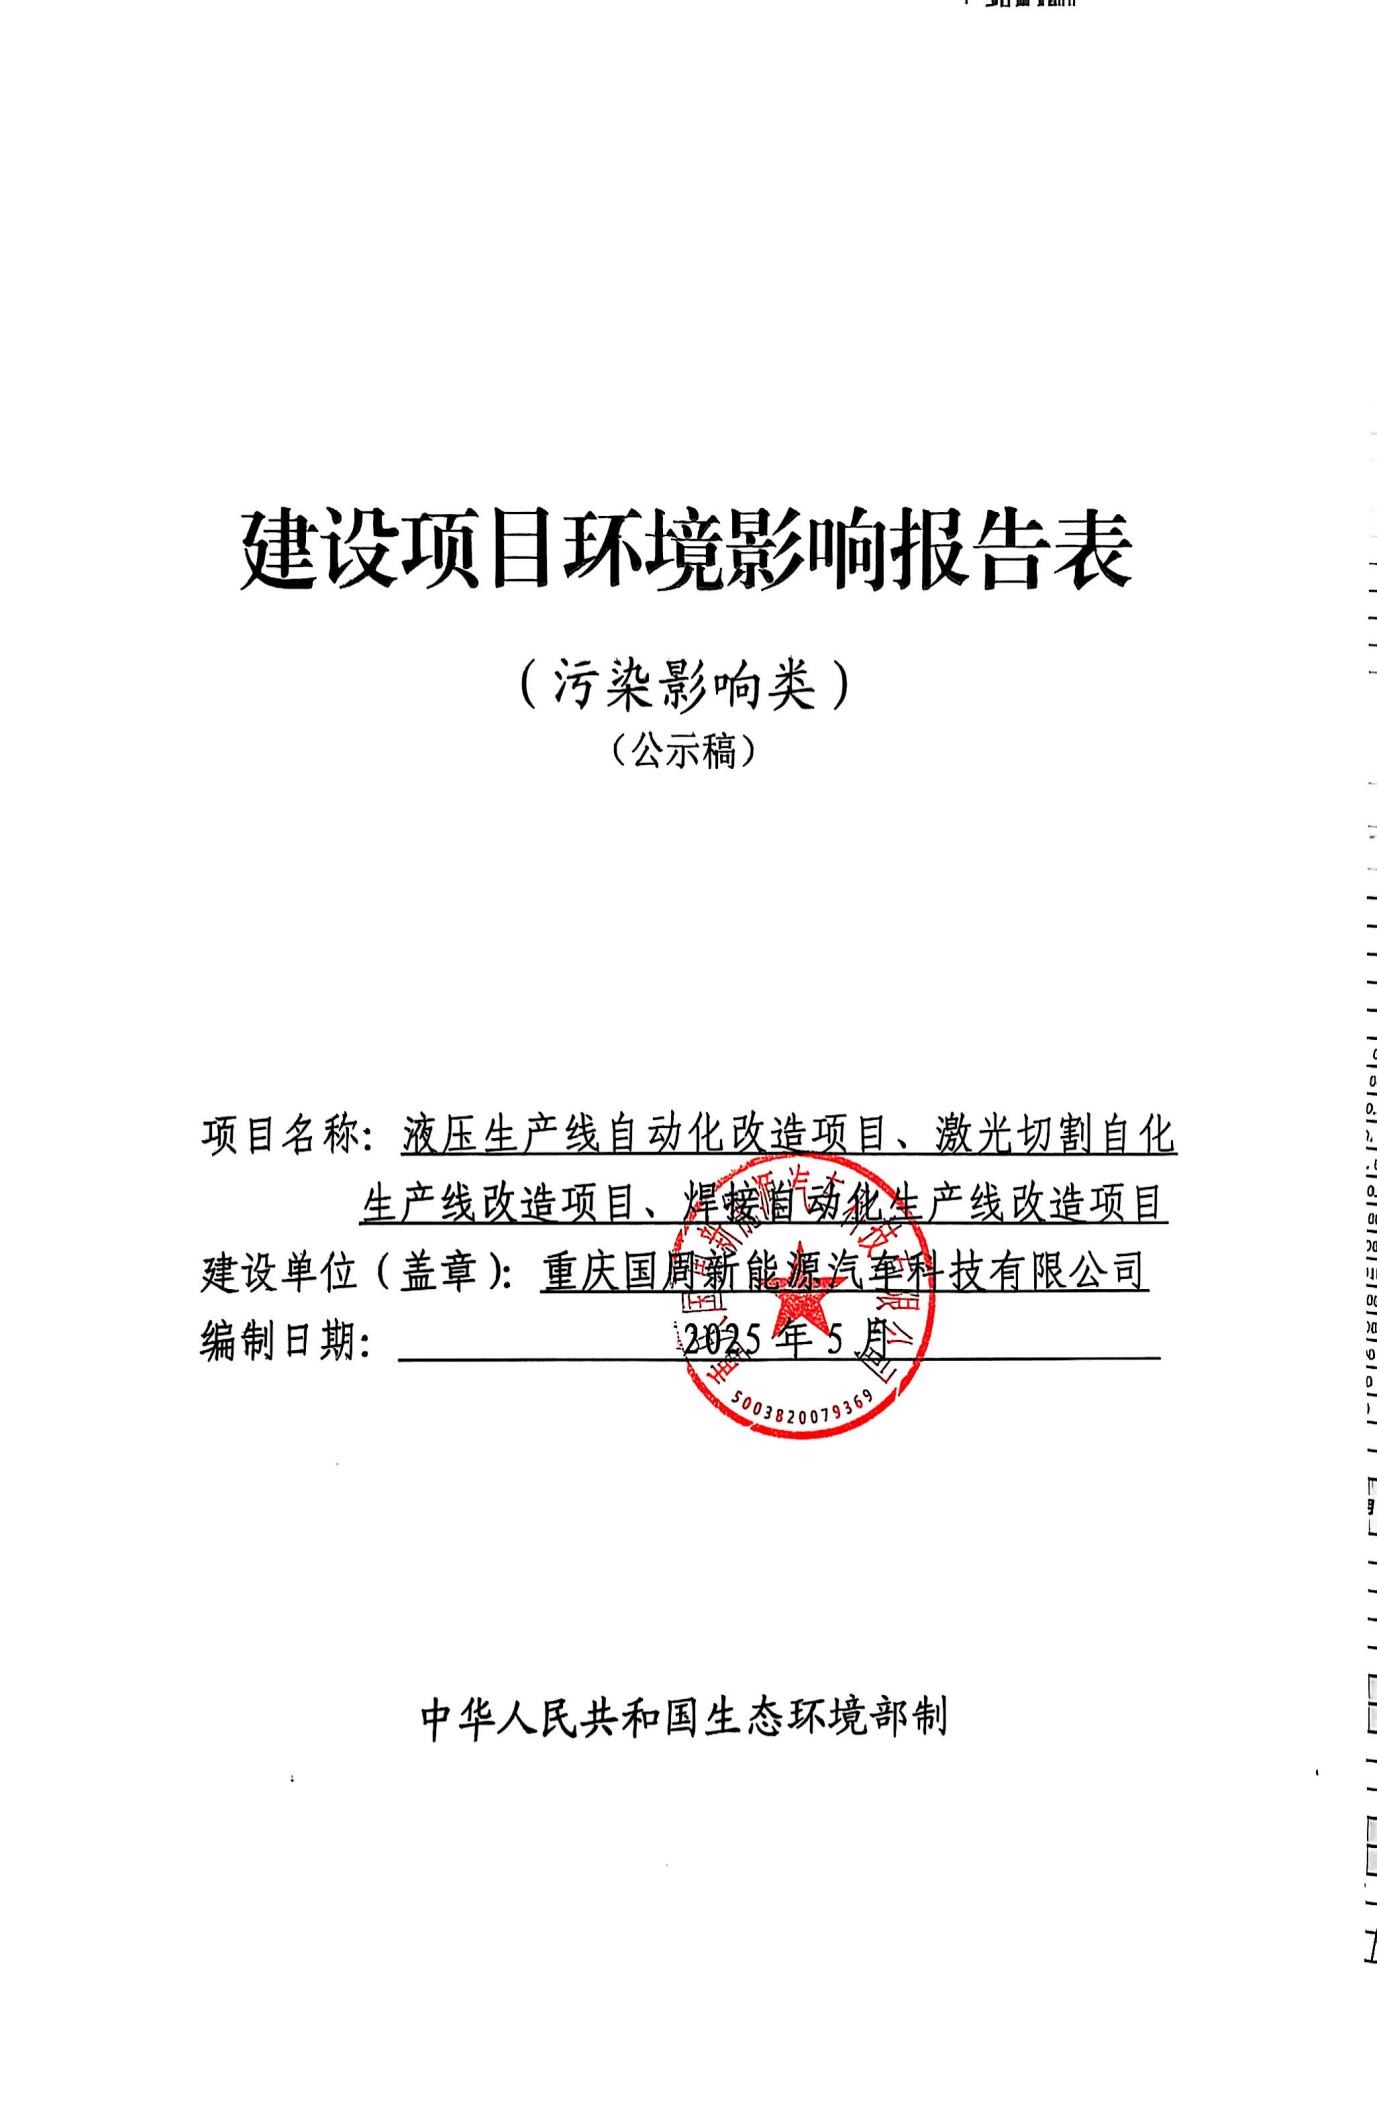 建设项目环境影响报告表
（污染影响类）
（公示稿）
项目名称：液压生产线自动化改造项目、激光切割自化
生产线改造项目、焊接自动化生产线改造项目
建设单位（盖章）：重庆国周新能源汽车科技有限公司
编制日期：2025 年 5 月
5003820079369
中华人民共和国生态环境部制